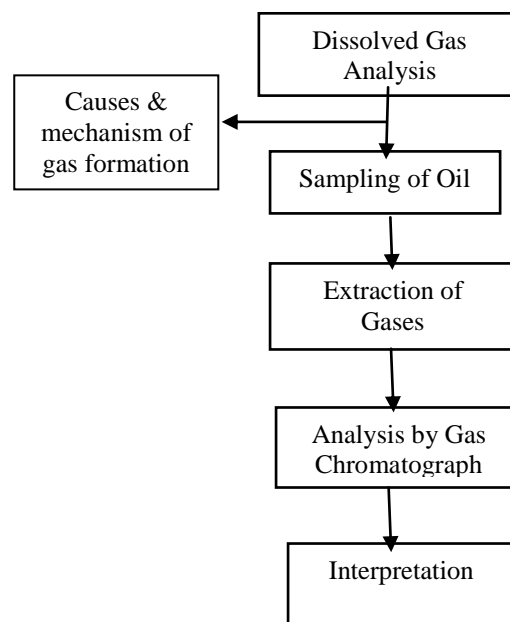 Dissolved Gas
Analysis
Causes &
mechanism of
gas formation
Sampling of Oil
Extraction of
Gases
Analysis by Gas
Chromatograph
Interpretation